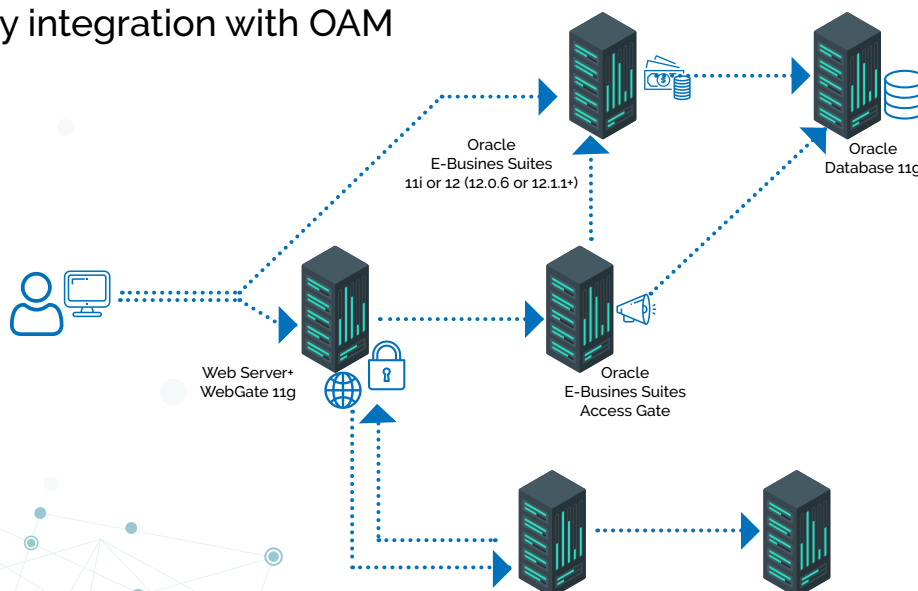 y integration with OAM
Oracle
E-Busines Suites
11i or 12 (12.0.6 or 12.1.1+)
Oracle
Database 11g
Web Server+
WebGate 11g
Oracle
E-Busines Suites
Access Gate